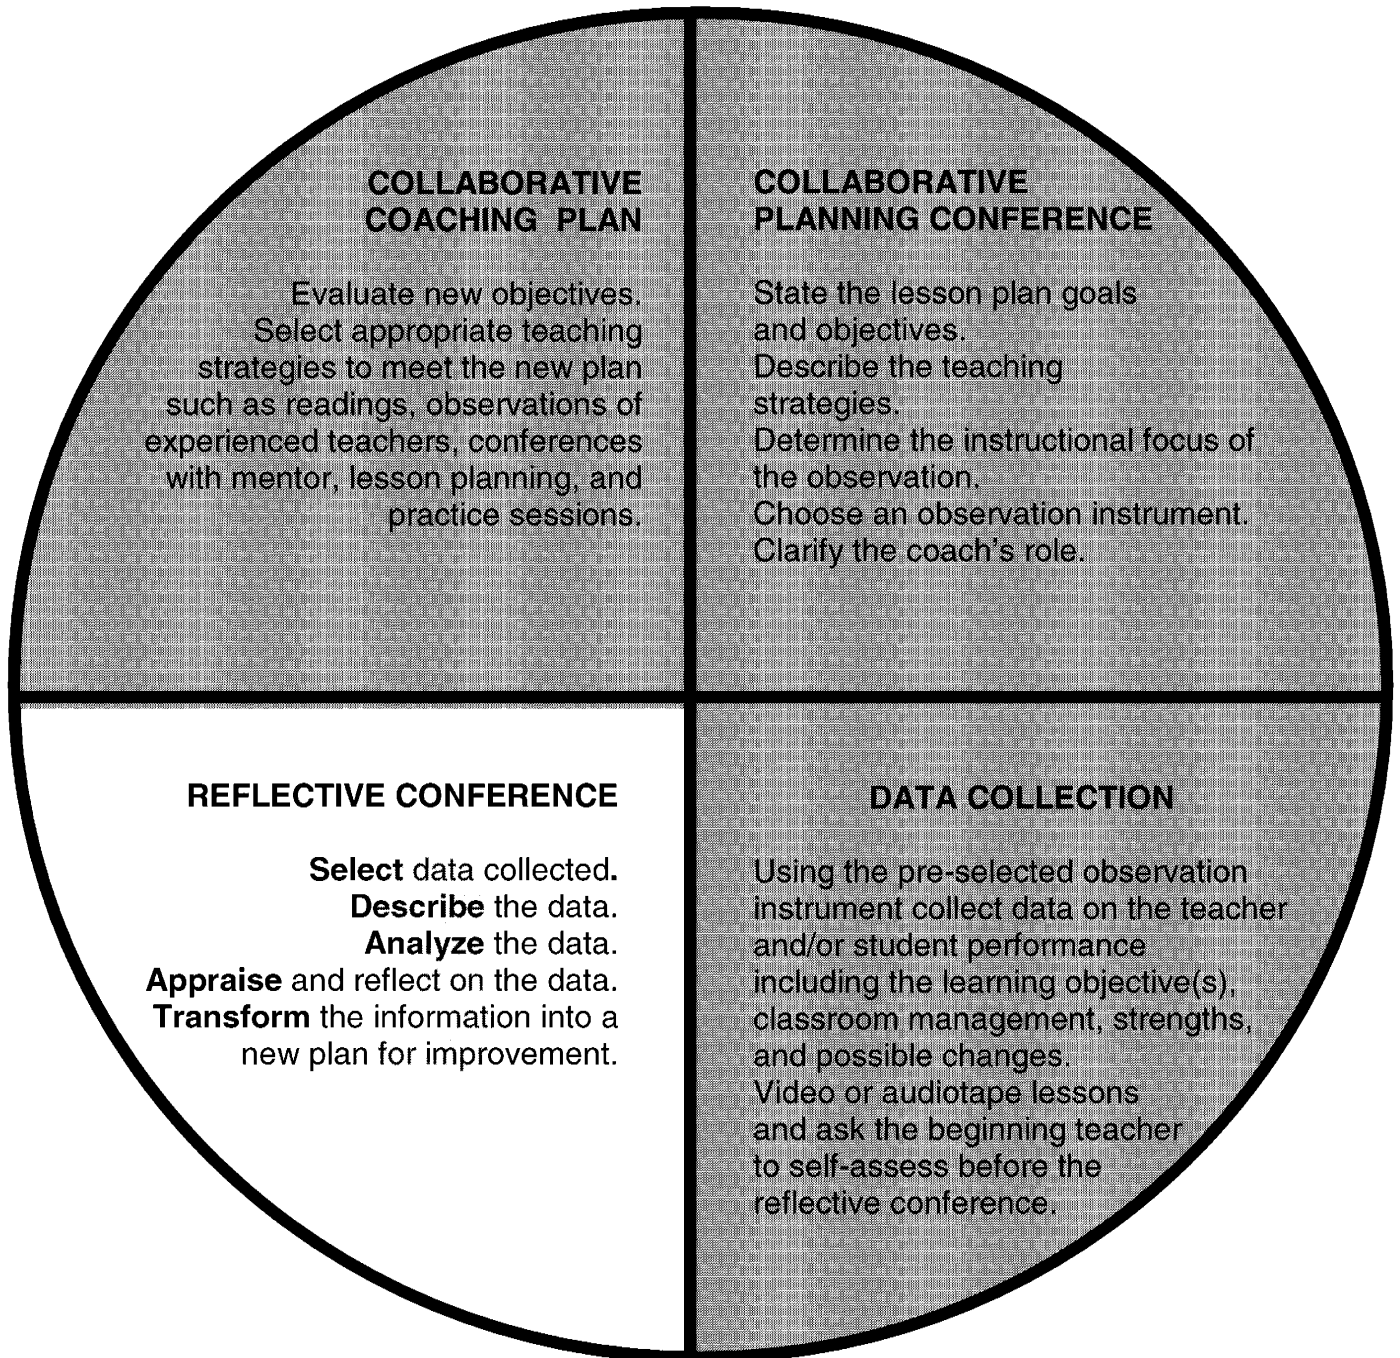 COLLABORATIVE
COACHING PLAN
Evaluate new objectives.
Select appropriate teaching
strategies to meet the new plan
such as readings, observations of
experienced teachers, conferences
with mentor, lesson planning, and
practice sessions.
COLLABORATIVE
PLANNING CONFERENCE
State the lesson plan goals
and objectives.
Describe the teaching
strategies.
Determine the instructional focus of
the observation.
Choose an observation instrument.
Clarify the coach's role.
REFLECTIVE CONFERENCE
Select data collected.
Describe the data.
Analyze the data.
Appraise and reflect on the data.
Transform the information into a
new plan for improvement.
DATA COLLECTION
Using the pre-selected observation
instrument collect data on the teacher
and/or student performance
including the learning objective(s),
classroom management, strengths,
and possible changes.
Video or audiotape lessons
and ask the beginning teacher
to self-assess before the
reflective conference.